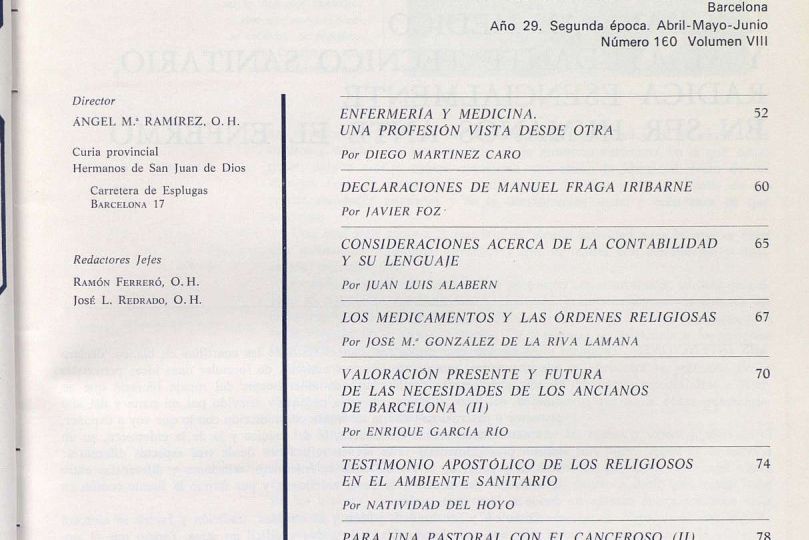 Barcelona
Año 29. Segunda época. Abril-Mayo-Junio
Número 160 Volumen VIII
Director
ANGEL M.ª RAMÍREZ, O. H.
Curia provincial
Hermanos de San Juan de Dios
Carretera de Esplugas
BARCELONA 17
Redactores Jefes
RAMÓN FERRERÓ, O. H.
JOSÉ L. REDRADO, O. H.
ENFERMERÍA Y MEDICINA. 52
UNA PROFESIÓN VISTA DESDE OTRA
Por DIEGO MARTÍNEZ CARO
DECLARACIONES DE MANUEL FRAGA IRIBARNE 60
Por JAVIER FOZ
CONSIDERACIONES ACERCA DE LA CONTABILIDAD 65
Y SU LENGUAJE
Por JUAN LUIS ALABERN
LOS MEDICAMENTOS Y LAS ÓRDENES RELIGIOSAS 67
Por JOSÉ M.ª GONZÁLEZ DE LA RIVA LAMANA
VALORACIÓN PRESENTE Y FUTURA 70
DE LAS NECESIDADES DE LOS ANCIANOS
DE BARCELONA (II)
Por ENRIQUE GARCÍA RÍO
TESTIMONIO APOSTÓLICO DE LOS RELIGIOSOS 74
EN EL AMBIENTE SANITARIO
Por NATIVIDAD DEL HOYO
PARA UNA PASTORAL CON EL CANCEROSO (II) 78